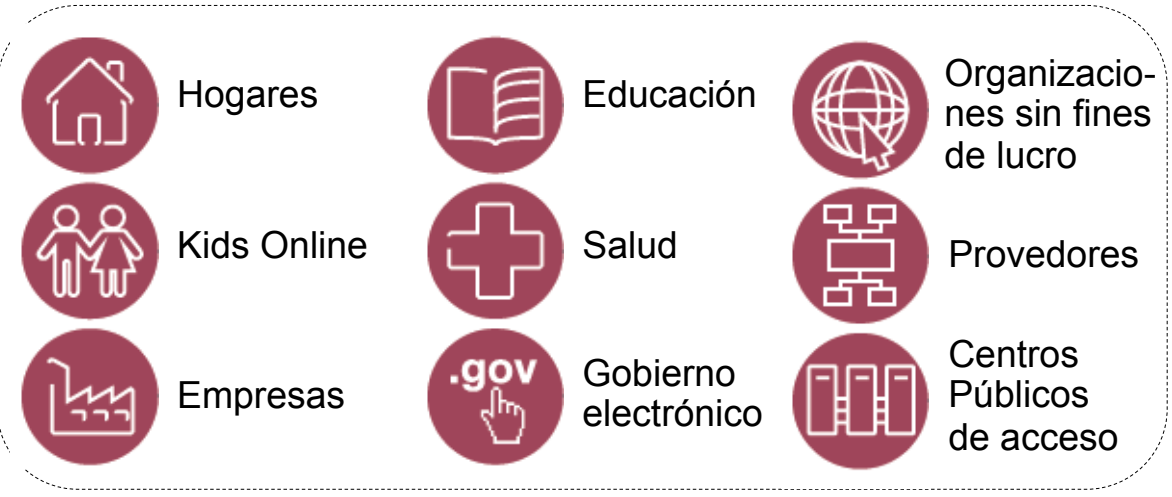 Hogares
Kids Online
Empresas
Educación
Salud
.gov
Gobierno
electrónico
Organizacio-
nes sin fines
de lucro
Provedores
Centros
Públicos
de acceso